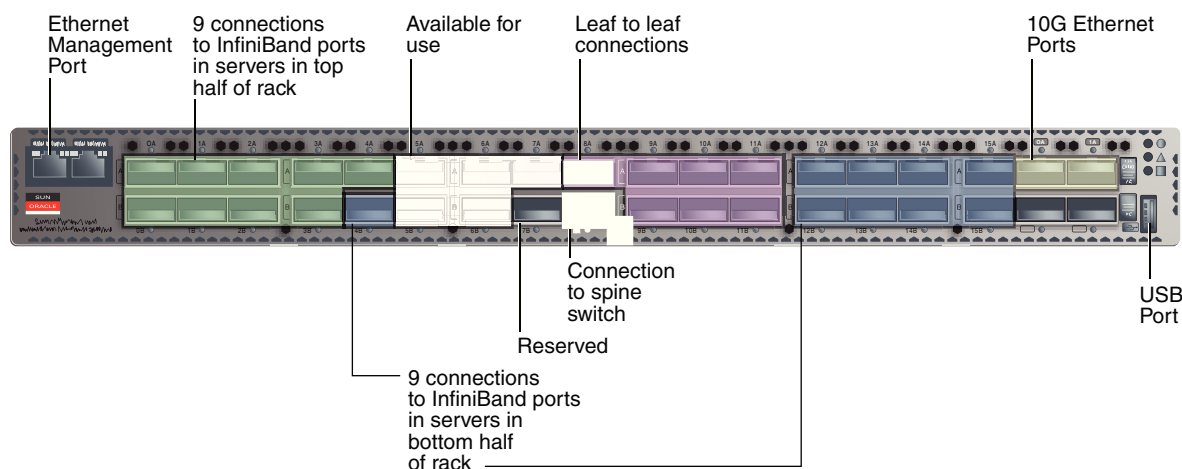 Ethernet
Management
Port
9 connections
to InfiniBand ports
in servers in top
half of rack
Available for
use
Leaf to leaf
connections
10G Ethernet
Ports
0A 1A 2A 3A 4A 5A 6A 7A 8A 9A 10A 11A 12A 13A 14A 15A 0A 1A
A A A A A
B B B B
SUN
ORACLE
0B 1B 2B 3B 4B 5B 6B 7B 9B 10B 11B 12B 13B 14B 15B
Connection
to spine
switch
USB
Port
Reserved
9 connections
to InfiniBand ports
in servers in
bottom half
of rack